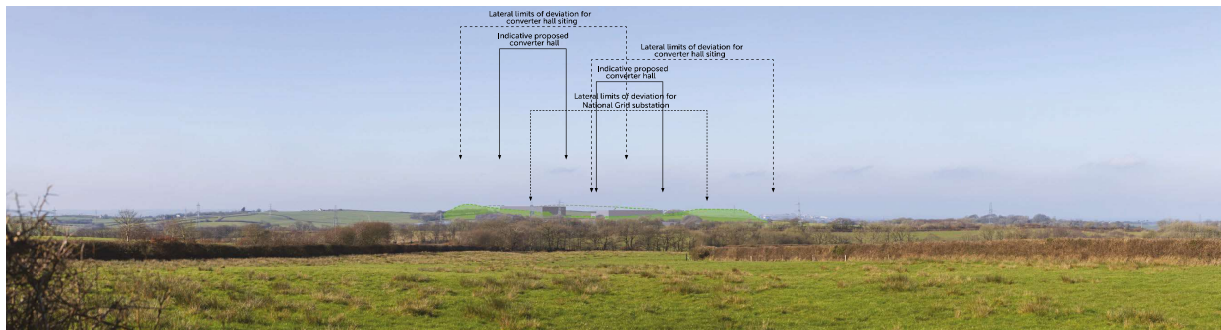 Lateral limits of deviation for
converter hall siting
Indicative proposed
converter hall
Lateral limits of deviation for
converter hall siting
Indicative proposed
converter hall
Lateral limits of deviation for
National Grid substation